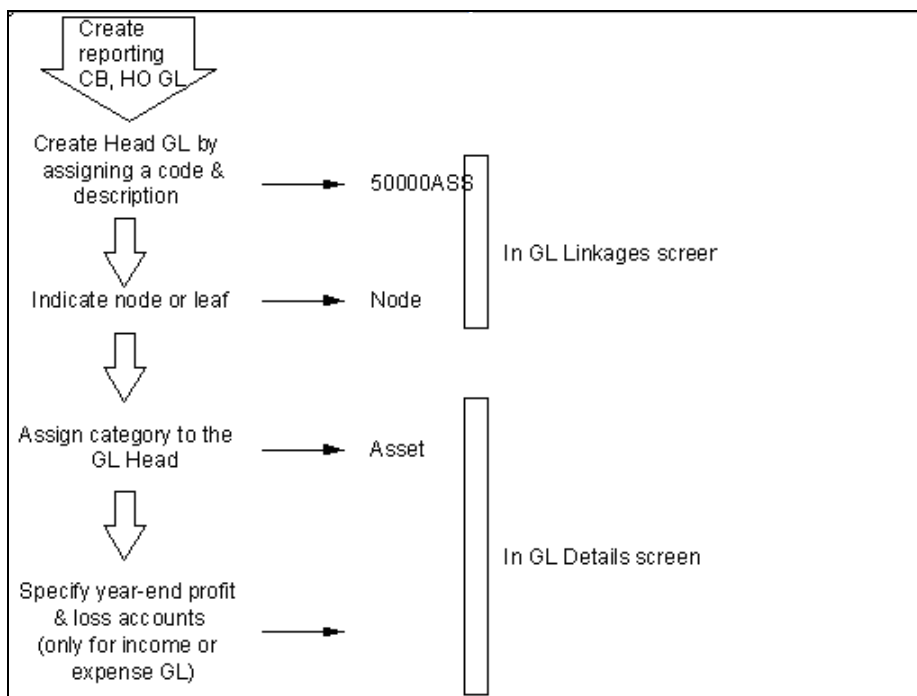 Create
reporting
CB, HO GL
Create Head GL by
assigning a code &
description
50000ASS
In GL Linkages screer
Indicate node or leaf
Node
Assign category to the
GL Head
Asset
In GL Details screen
Specify year-end profit
& loss accounts
(only for income or
expense GL)